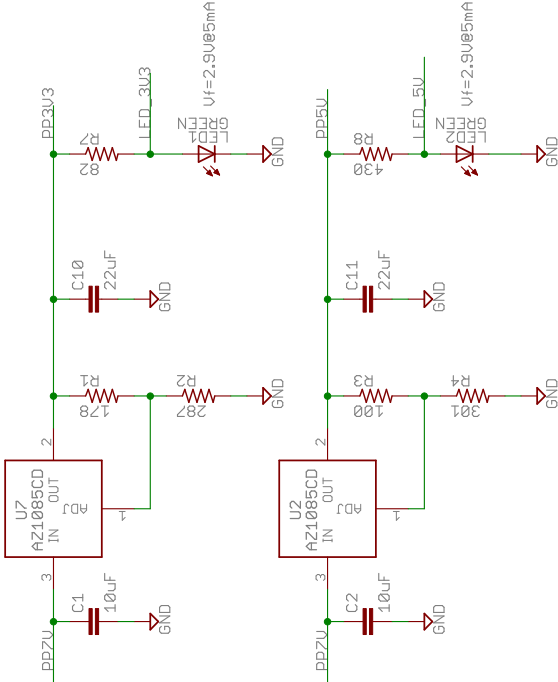 PP3V3
LED_3V3
Vf=2.9V@5mA
R7
82
LED1
GREEN
GND
C10
22uF
GND
R1
178
R2
287
GND
2
U7
AZ1085CD
OUT
IN
ADJ
1
3
C1
10uF
GND
PP7V
PP5V
LED_5V
Vf=2.9V@5mA
R8
430
LED2
GREEN
GND
C11
22uF
GND
R3
100
R4
301
GND
2
U2
AZ1085CD
OUT
IN
ADJ
1
3
C2
10uF
GND
PP7V